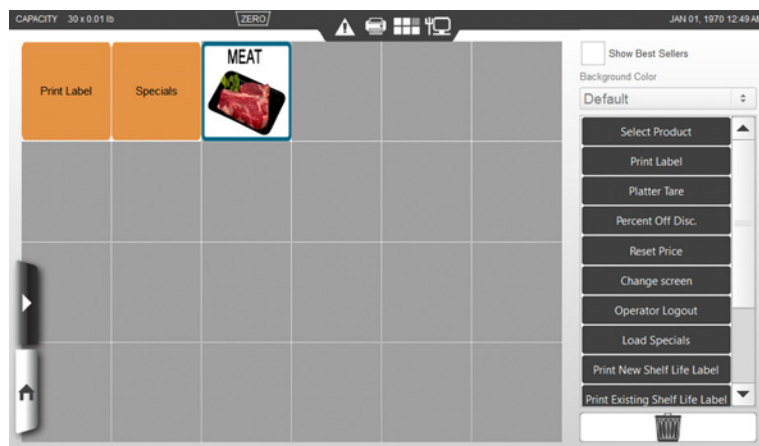 CAPACITY 30 x 0.01 lb
ZERO
JAN 01, 1970 12:49 AM
Print Label
Specials
MEAT
Show Best Sellers
Background Color
Default
Select Product
Print Label
Platter Tare
Percent Off Disc.
Reset Price
Change screen
Operator Logout
Load Specials
Print New Shelf Life Label
Print Existing Shelf Life Label